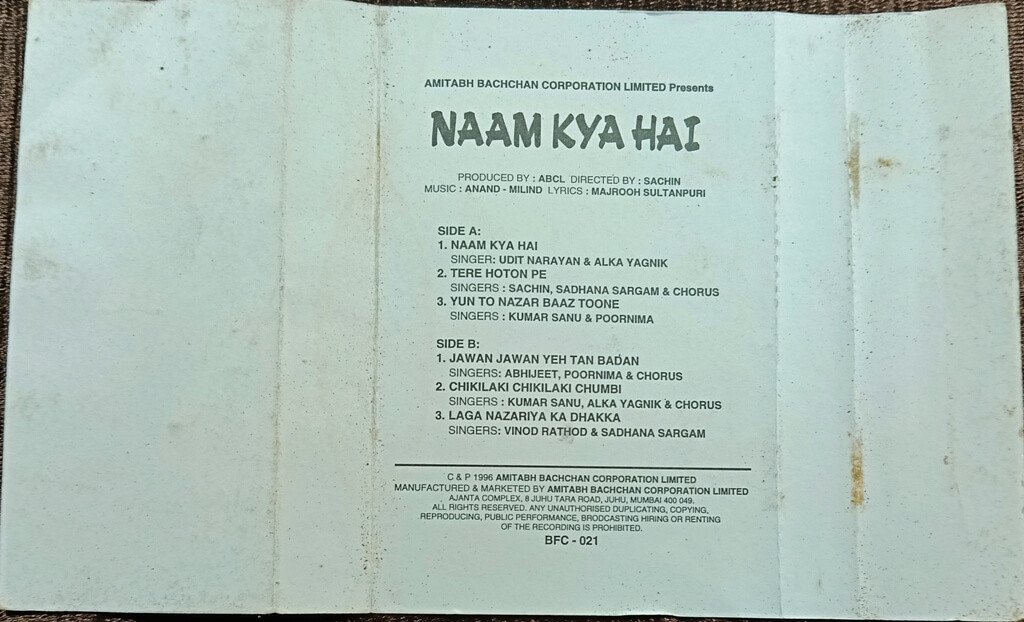 AMITABH BACHCHAN CORPORATION LIMITED Presents
NAAM KYA HAI
PRODUCED BY : ABCL DIRECTED BY : SACHIN
MUSIC : ANAND - MILIND LYRICS : MAJROOH SULTANPURI
SIDE A:
1. NAAM KYA HAI
SINGER: UDIT NARAYAN & ALKA YAGNIK
2. TERE HOTON PE
SINGERS : SACHIN, SADHANA SARGAM & CHORUS
3. YUN TO NAZAR BAAZ TOONE
SINGERS : KUMAR SANU & POORNIMA
SIDE B:
1. JAWAN JAWAN YEH TAN BADAN
SINGERS: ABHIJEET, POORNIMA & CHORUS
2. CHIKILAKI CHIKILAKI CHUMBI
SINGERS : KUMAR SANU, ALKA YAGNIK & CHORUS
3. LAGA NAZARIYA KA DHAKKA
SINGERS: VINOD RATHOD & SADHANA SARGAM
C & P 1996 AMITABH BACHCHAN CORPORATION LIMITED
MANUFACTURED & MARKETED BY AMITABH BACHCHAN CORPORATION LIMITED
AJANTA COMPLEX, 8 JUHU TARA ROAD, JUHU, MUMBAI 400 049.
ALL RIGHTS RESERVED. ANY UNAUTHORISED DUPLICATING, COPYING,
REPRODUCING, PUBLIC PERFORMANCE, BRODCASTING HIRING OR RENTING
OF THE RECORDING IS PROHIBITED.
BFC - 021